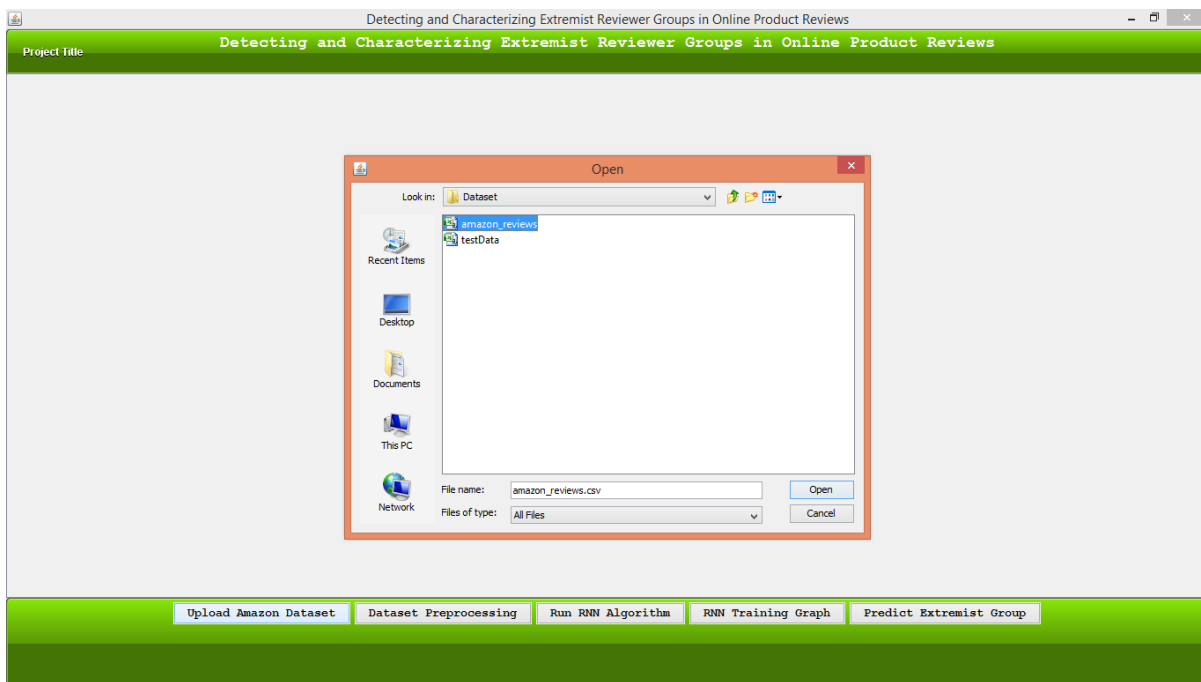 Detecting and Characterizing Extremist Reviewer Groups in Online Product Reviews
Project Title
Detecting and Characterizing Extremist Reviewer Groups in Online Product Reviews
Open
Look in:
Dataset
amazon_reviews
testData
Recent Items
Desktop
Documents
This PC
Network
File name:
amazon_reviews.csv
Open
Files of type:
All Files
Cancel
Upload Amazon Dataset
Dataset Preprocessing
Run RNN Algorithm
RNN Training Graph
Predict Extremist Group